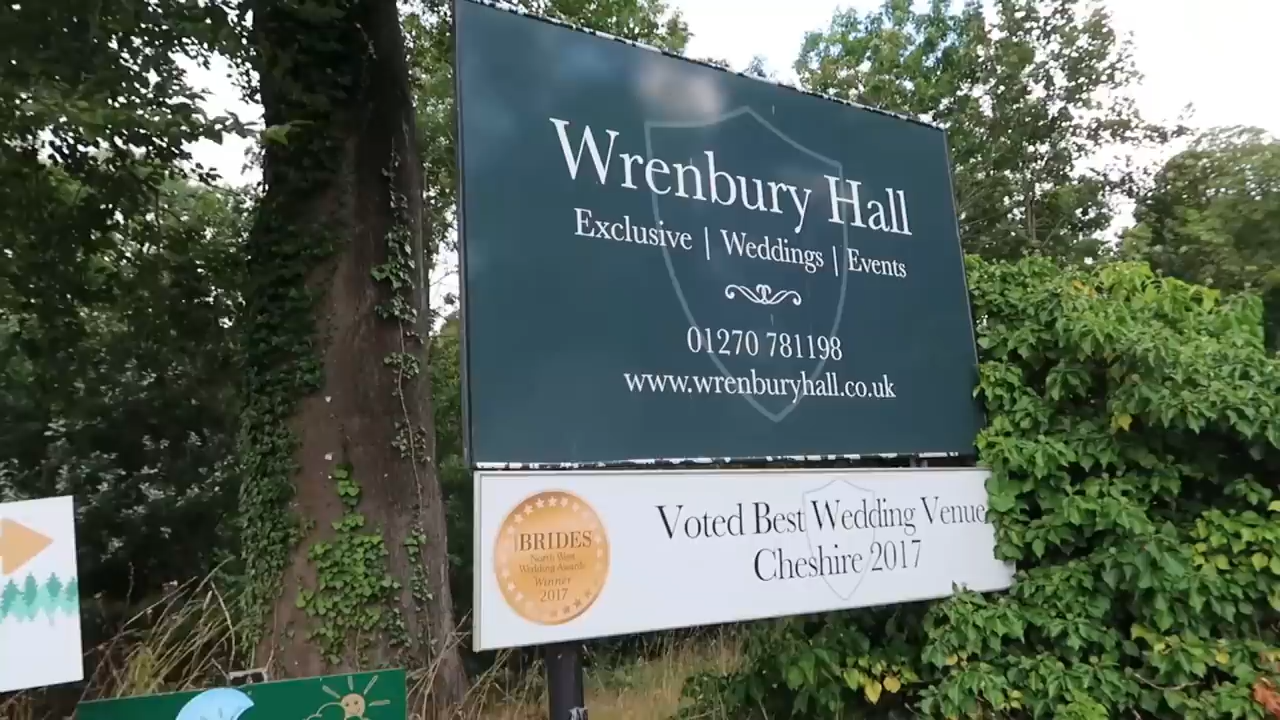 Wrenbury Hall
Exclusive | Weddings | Events
01270 781198
www.wrenburyhall.co.uk
BRIDES
North West
Wedding Awards
Winner
2017
Voted Best Wedding Venue
Cheshire 2017